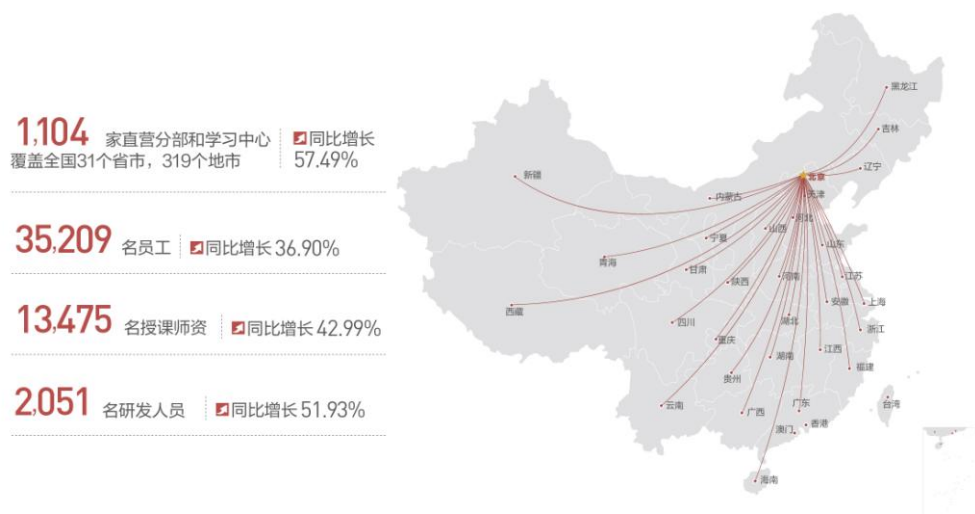 1,104 家直营分部和学习中心
覆盖全国31个省市，319个地市
同比增长
57.49%
35,209 名员工 同比增长 36.90%
13,475 名授课师资 同比增长 42.99%
2,051 名研发人员 同比增长 51.93%
黑龙江
吉林
辽宁
北京
天津
新疆
内蒙古
河北
山西
宁夏
山东
青海
甘肃
陕西
河南
江苏
西藏
安徽
上海
四川
湖北
浙江
重庆
湖南
江西
贵州
福建
云南
广西
广东
台湾
澳门
香港
海南